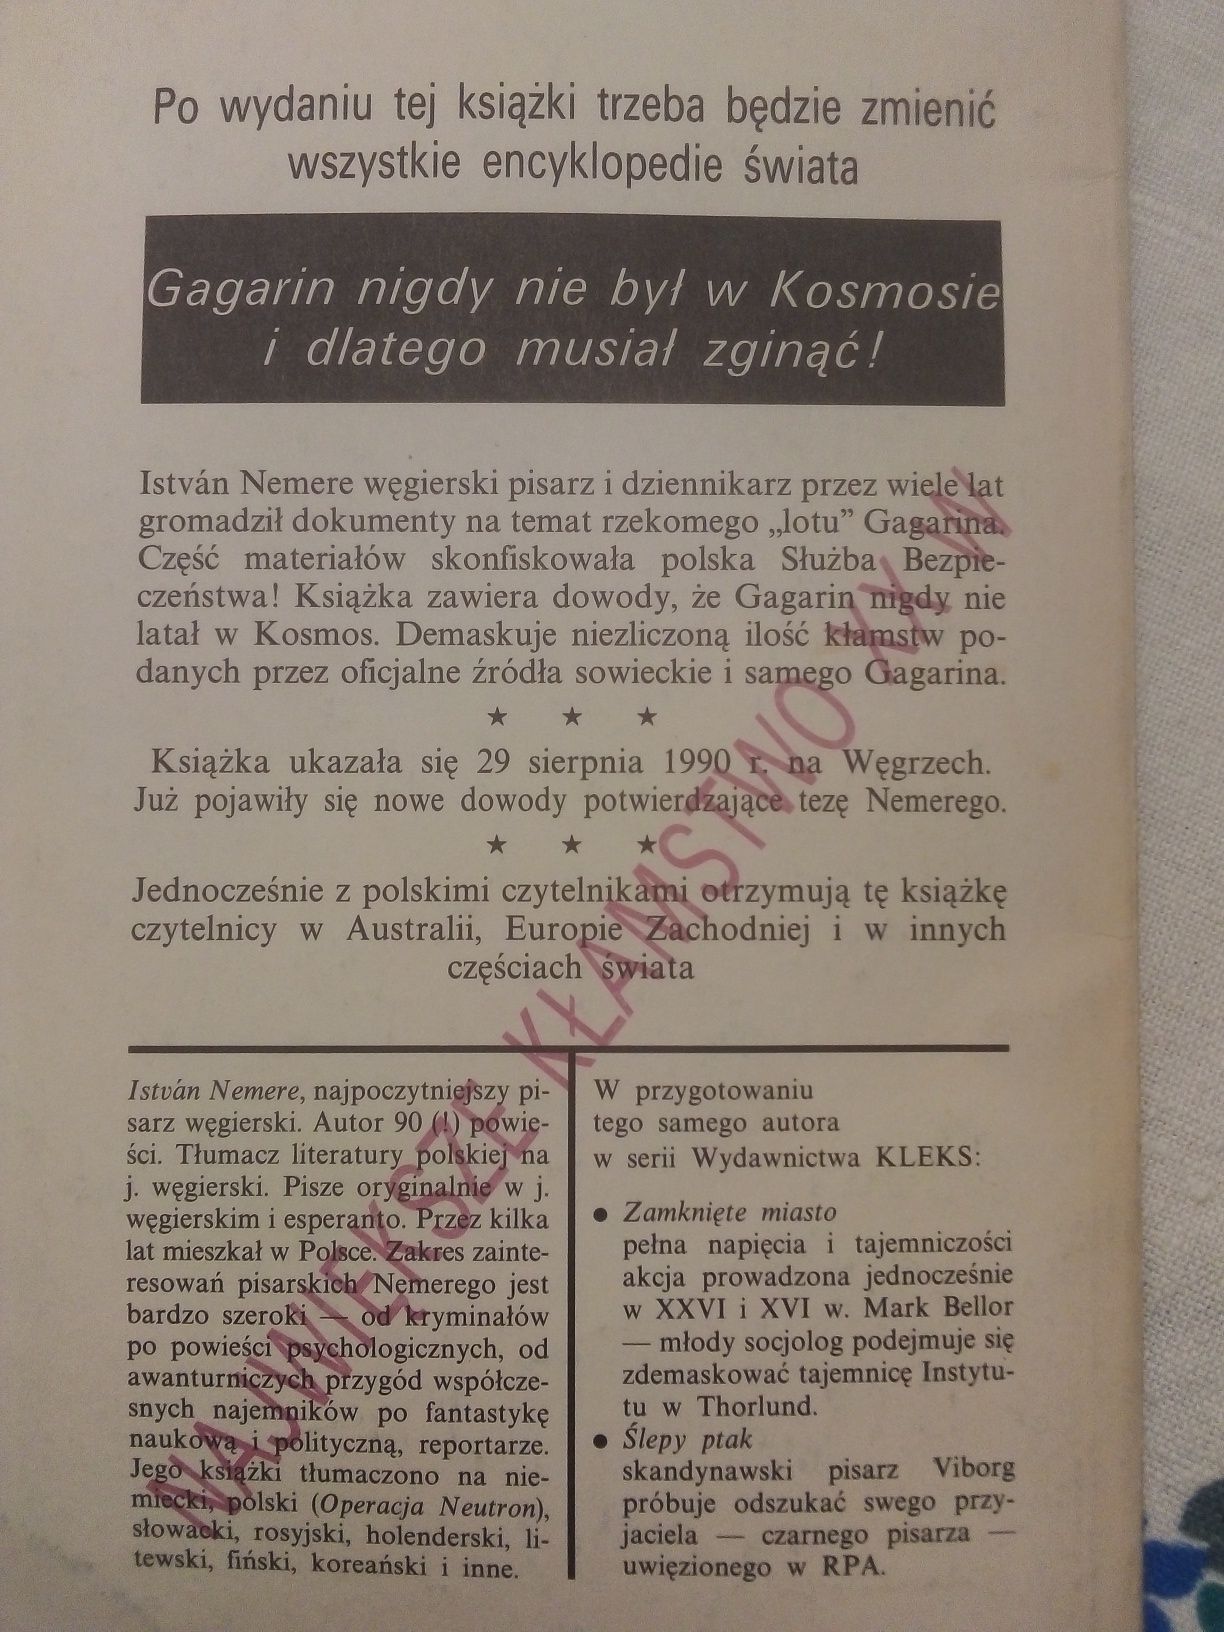 Po wydaniu tej książki trzeba będzie zmienić
wszystkie encyklopedie świata
Gagarin nigdy nie był w Kosmosie
i dlatego musiał zginąć!
István Nemere węgierski pisarz i dziennikarz przez wiele lat
gromadził dokumenty na temat rzekomego „lotu” Gagarina.
Część materiałów skonfiskowała polska Służba Bezpie-
czeństwa! Książka zawiera dowody, że Gagarin nigdy nie
latał w Kosmos. Demaskuje niezliczoną ilość kłamstw po-
danych przez oficjalne źródła sowieckie i samego Gagarina.
★ ★ ★
Książka ukazała się 29 sierpnia 1990 r. na Węgrzech.
Już pojawiły się nowe dowody potwierdzające tezę Nemerego.
★ ★ ★
Jednocześnie z polskimi czytelnikami otrzymują tę książkę
czytelnicy w Australii, Europie Zachodniej i w innych
częściach świata
István Nemere, najpoczytniejszy pi-
sarz węgierski. Autor 90 (!) powie-
ści. Tłumacz literatury polskiej na
j. węgierski. Pisze oryginalnie w j.
węgierskim i esperanto. Przez kilka
lat mieszkał w Polsce. Zakres zainte-
resowań pisarskich Nemerego jest
bardzo szeroki — od kryminałów
po powieści psychologicznych, od
awanturniczych przygód współcze-
snych najemników po fantastykę
naukową i polityczną, reportarze.
Jego książki tłumaczono na nie-
miecki, polski (Operacja Neutron),
słowacki, rosyjski, holenderski, li-
tewski, fiński, koreański i inne.
W przygotowaniu
tego samego autora
w serii Wydawnictwa KLEKS:
● Zamknięte miasto
pełna napięcia i tajemniczości
akcja prowadzona jednocześnie
w XXVI i XVI w. Mark Bellor
— młody socjolog podejmuje się
zdemaskować tajemnicę Instytu-
tu w Thorlund.
● Ślepy ptak
skandynawski pisarz Viborg
próbuje odszukać swego przy-
jaciela — czarnego pisarza —
uwięzionego w RPA.
NAJWIĘKSZE KŁAMSTWO XX W